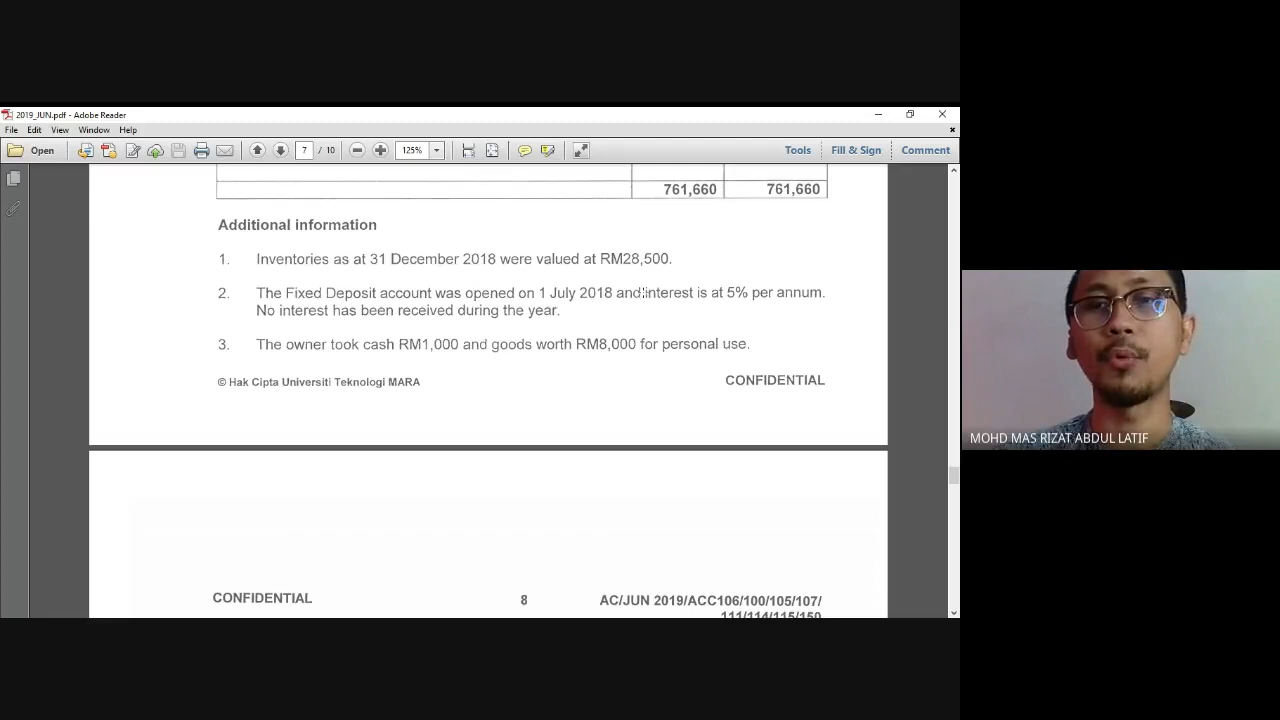 2019_JUN.pdf - Adobe Reader
File Edit View Window Help
Open 7 / 10 125% Tools Fill & Sign Comment
761,660 761,660
Additional information
1. Inventories as at 31 December 2018 were valued at RM28,500.
2. The Fixed Deposit account was opened on 1 July 2018 and interest is at 5% per annum.
No interest has been received during the year.
3. The owner took cash RM1,000 and goods worth RM8,000 for personal use.
© Hak Cipta Universiti Teknologi MARA CONFIDENTIAL
CONFIDENTIAL 8 AC/JUN 2019/ACC106/100/105/107/
111/114/115/150
MOHD MAS RIZAT ABDUL LATIF